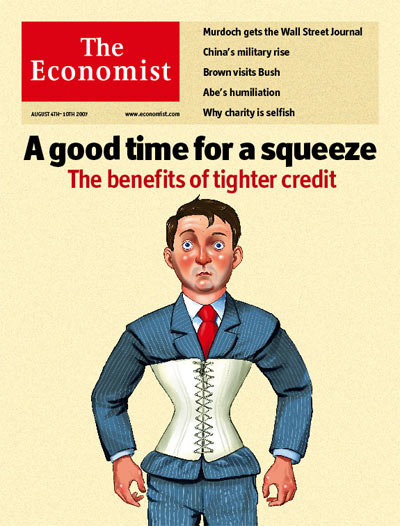 The
Economist
AUGUST 4TH–10TH 2007
www.economist.com
Murdoch gets the Wall Street Journal
China's military rise
Brown visits Bush
Abe's humiliation
Why charity is selfish
A good time for a squeeze
The benefits of tighter credit